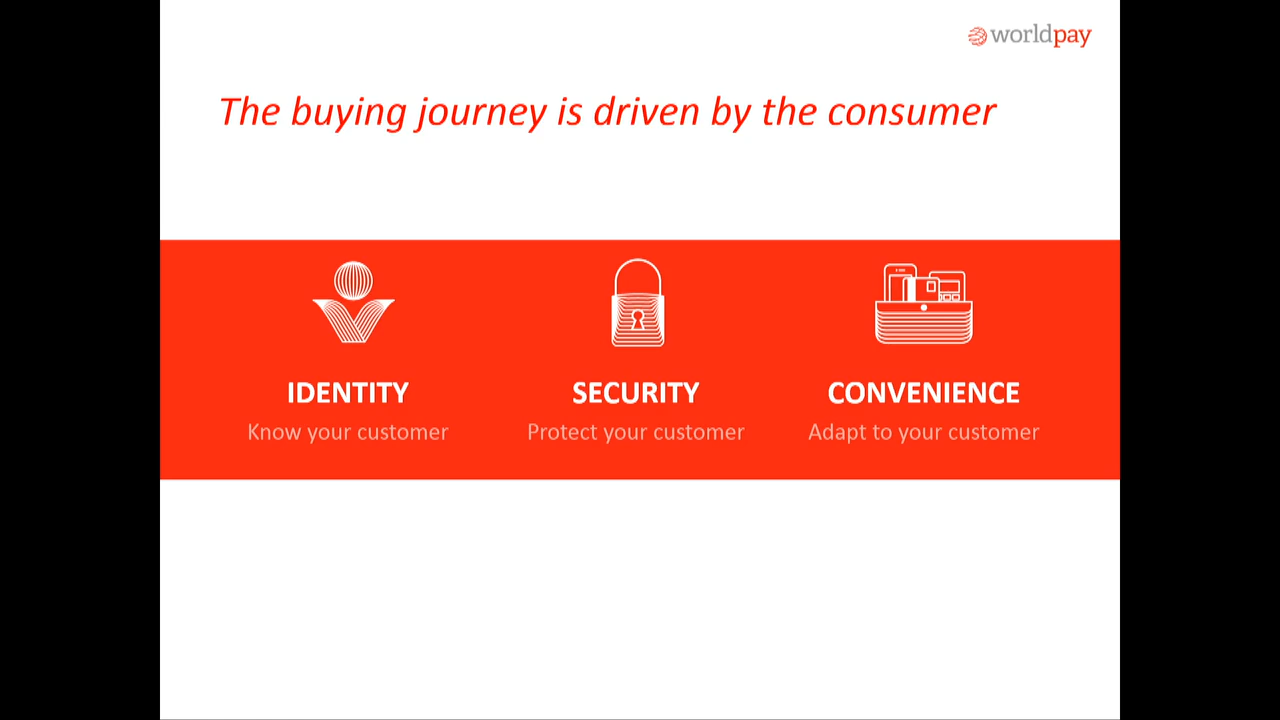 worldpay
The buying journey is driven by the consumer
IDENTITY
Know your customer
SECURITY
Protect your customer
CONVENIENCE
Adapt to your customer